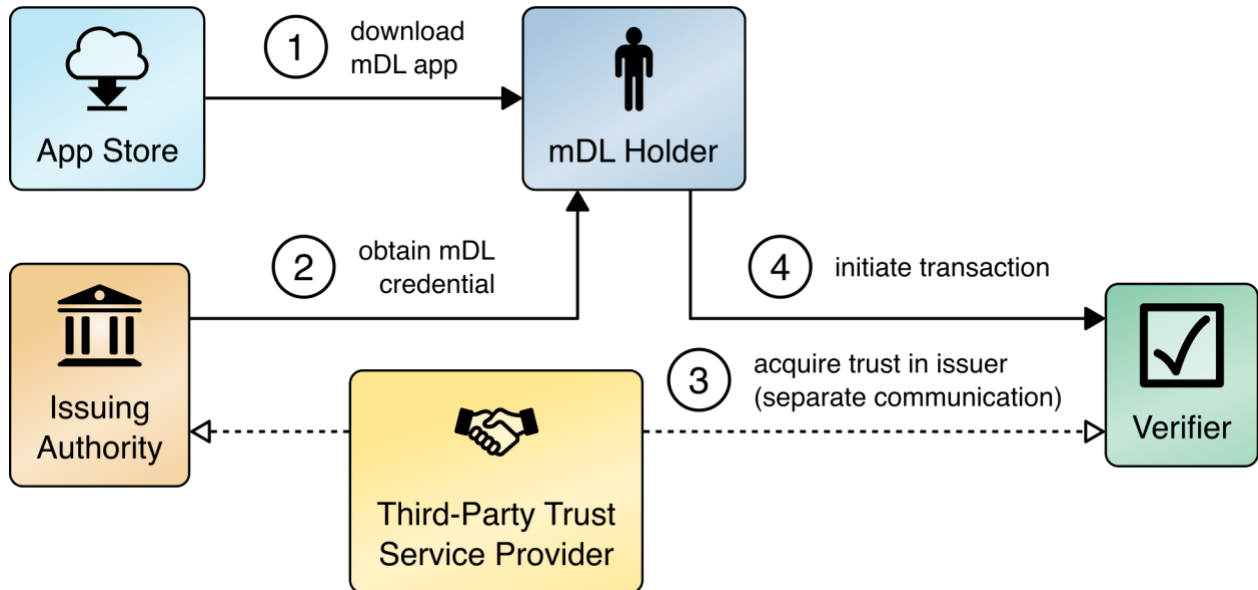 1
download
mDL app
App Store
mDL Holder
2
obtain mDL
credential
4
initiate transaction
Issuing
Authority
3
acquire trust in issuer
(separate communication)
Verifier
Third-Party Trust
Service Provider